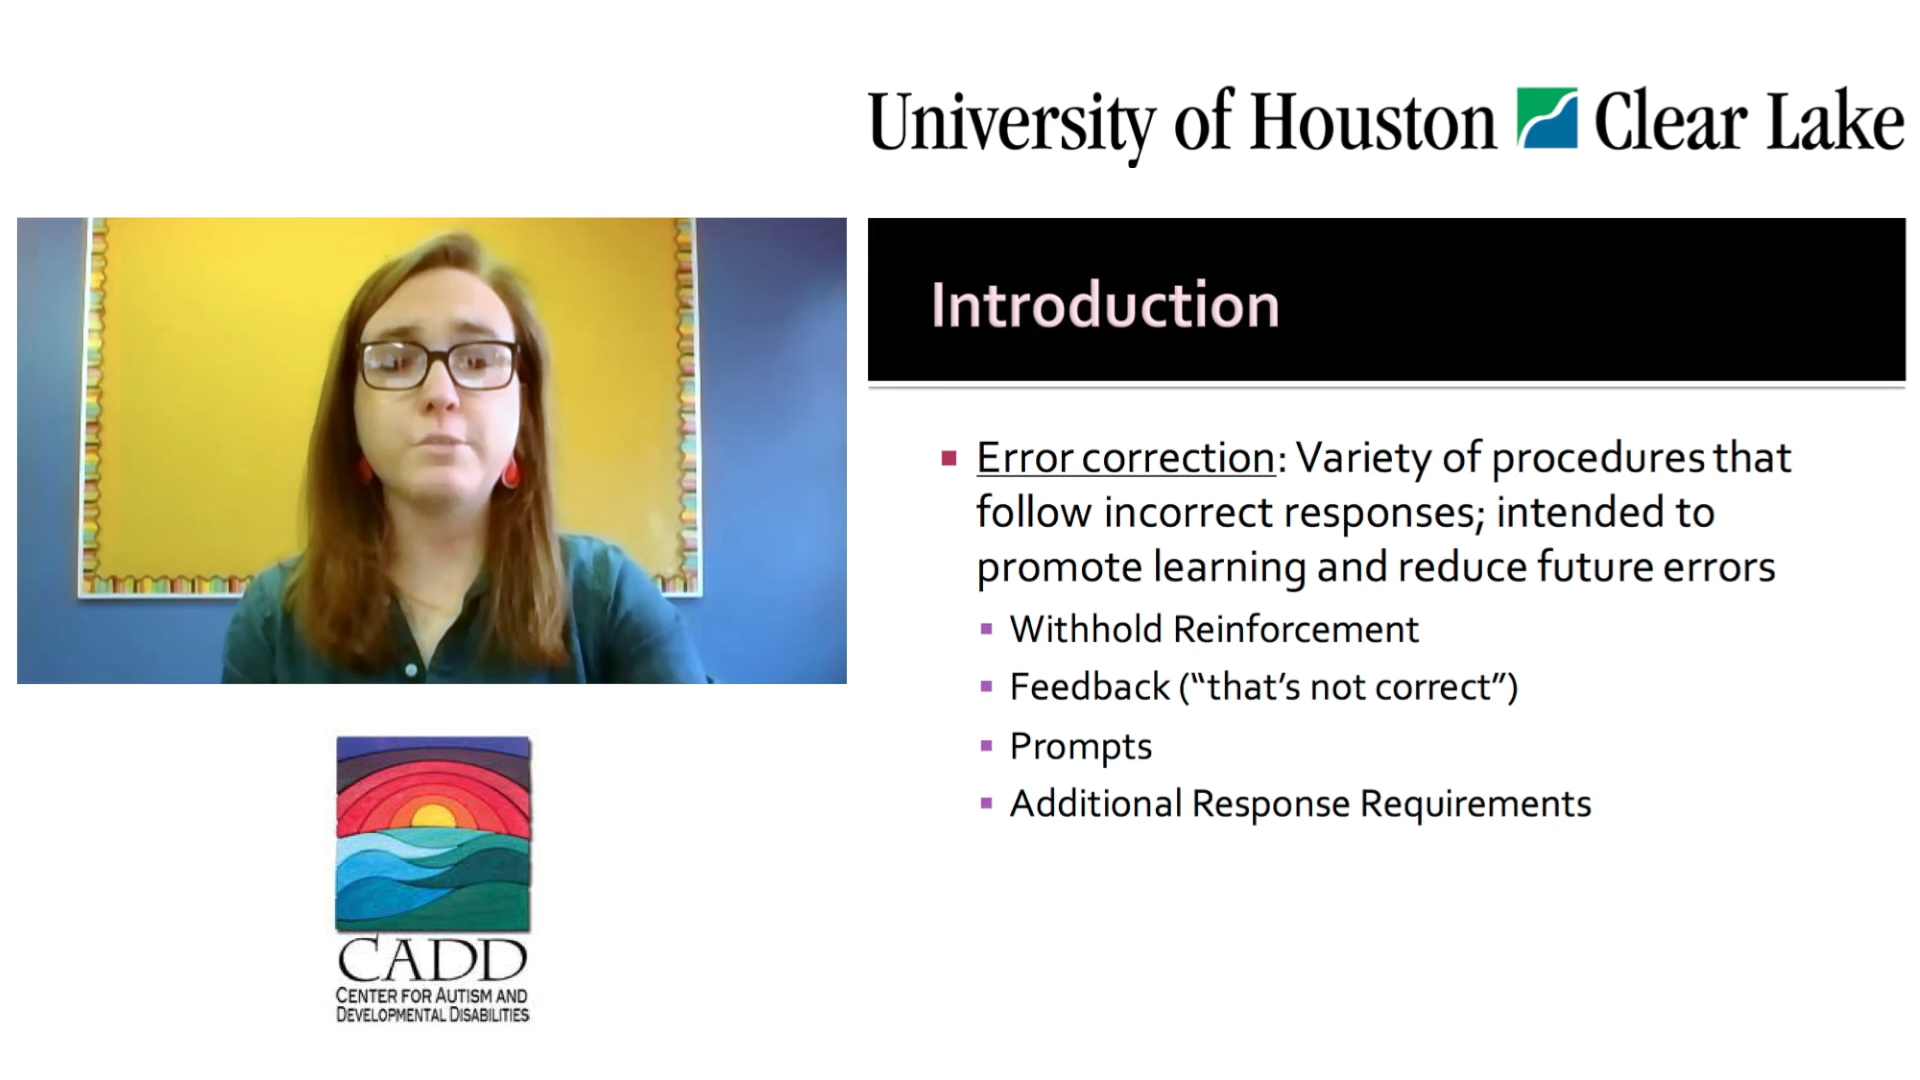 University of Houston Clear Lake
Introduction
Error correction: Variety of procedures that
follow incorrect responses; intended to
promote learning and reduce future errors
Withhold Reinforcement
Feedback (“that’s not correct”)
Prompts
Additional Response Requirements
CADD
CENTER FOR AUTISM AND
DEVELOPMENTAL DISABILITIES